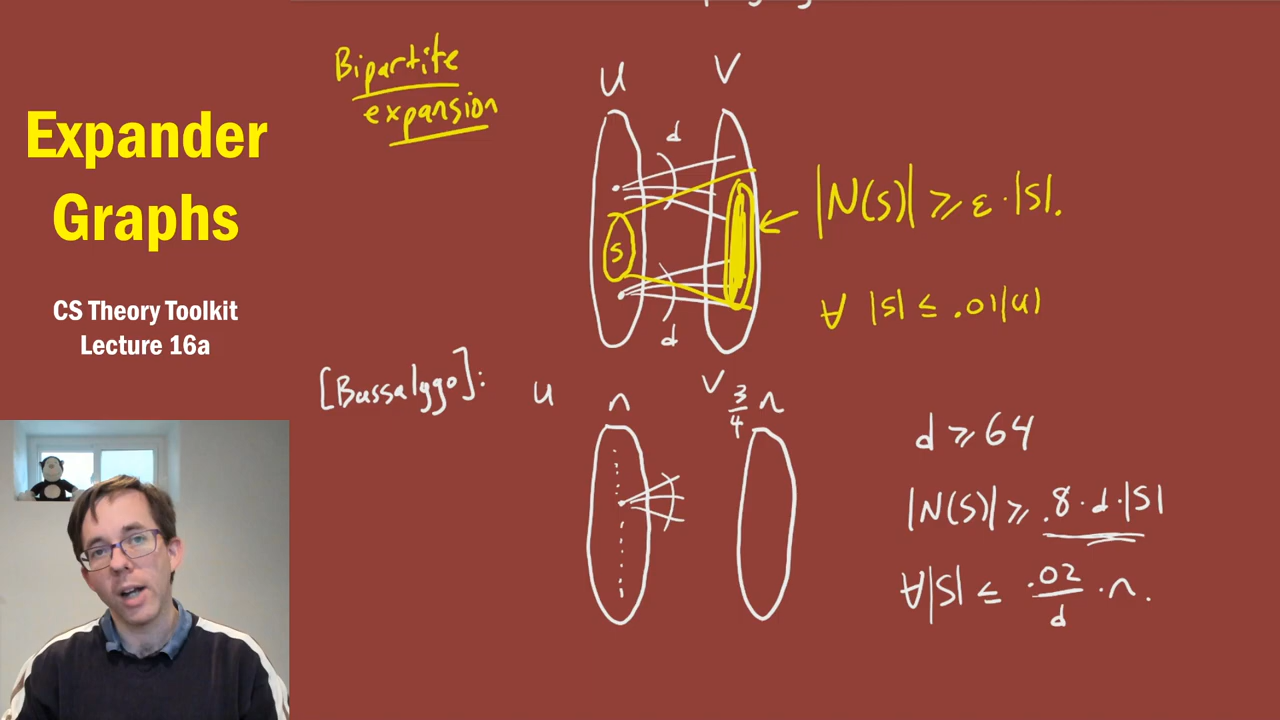 Expander
Graphs
CS Theory Toolkit
Lecture 16a
Bipartite
expansion
U V
d
S
d
|N(S)| ⩾ ε·|S|.
∀ |S| ≤ .01|U|
[Bassalygo]: U n V 3/4 n
d ⩾ 64
|N(S)| ⩾ .8·d·|S|
∀|S| ≤ .02/d · n.